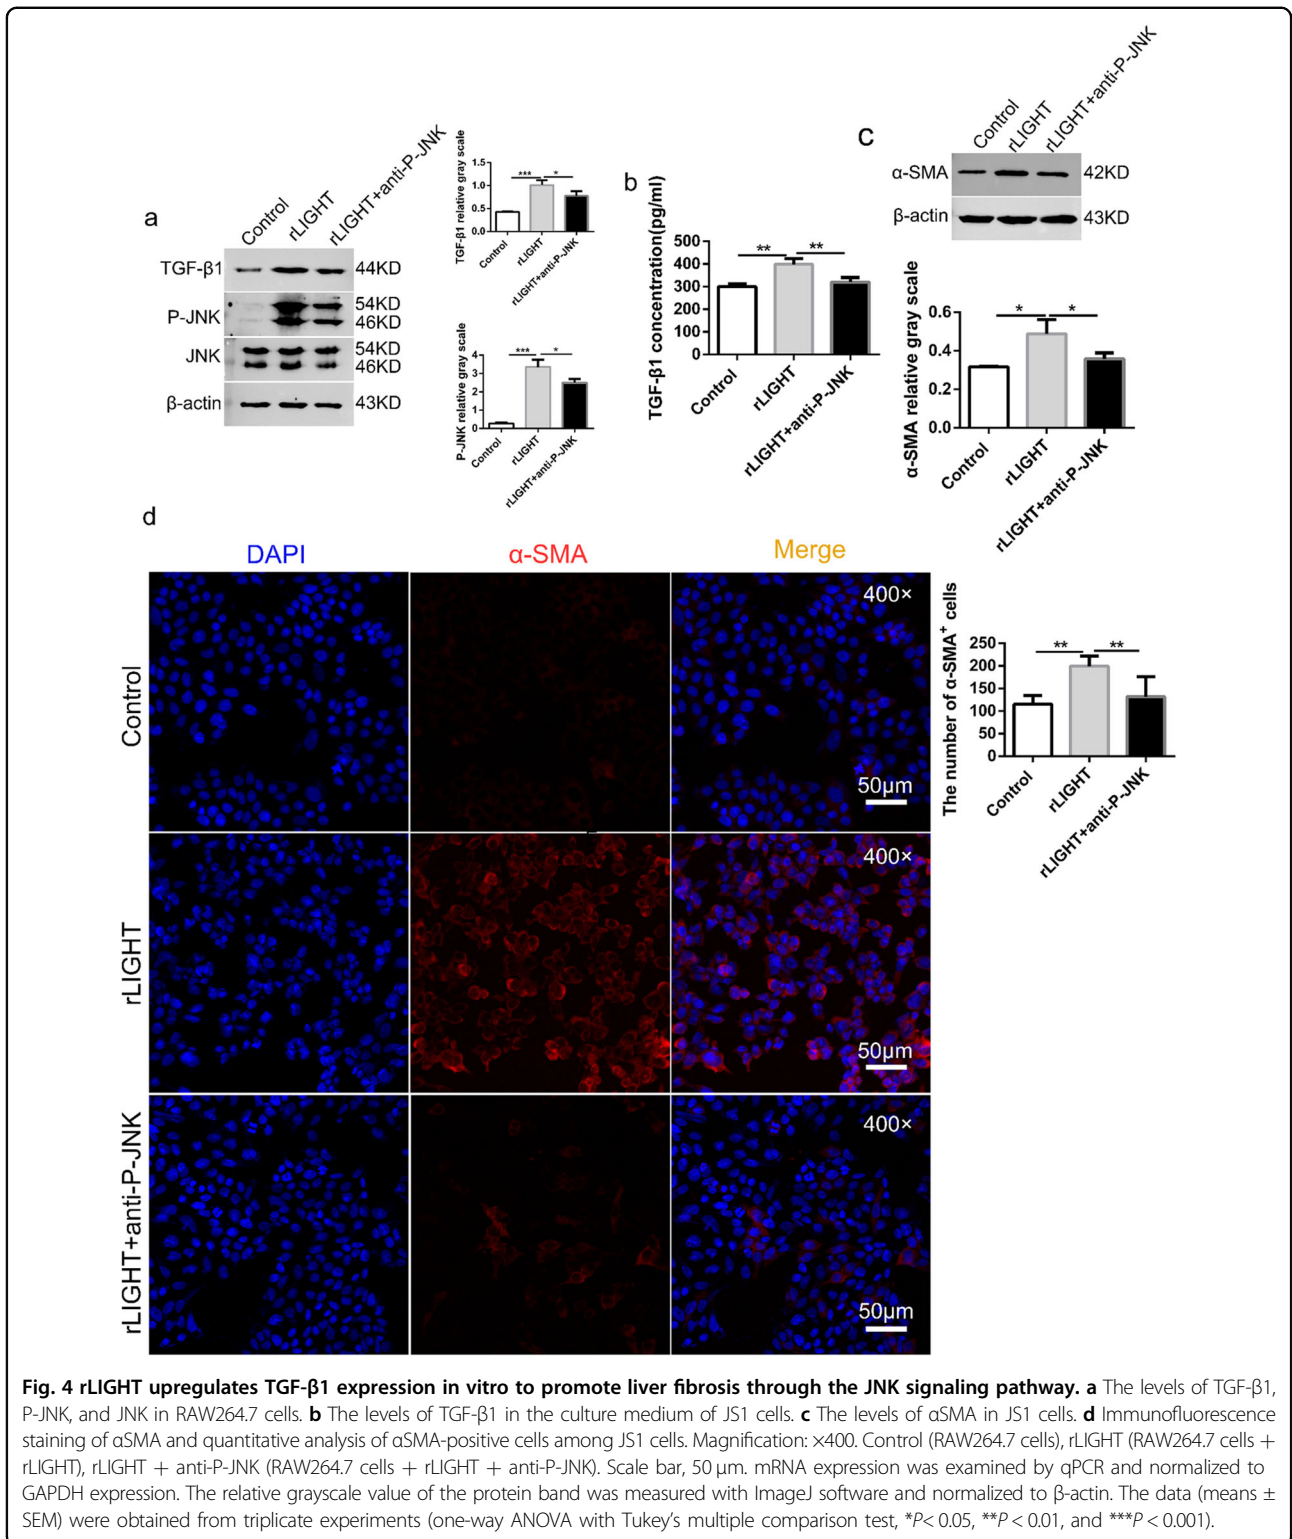 a
Control
rLIGHT
rLIGHT+anti-P-JNK
TGF-β1
44KD
P-JNK
54KD
46KD
JNK
54KD
46KD
β-actin
43KD
TGF-β1 relative gray scale
1.5
1.0
0.5
0.0
***
*
Control
rLIGHT
rLIGHT+anti-P-JNK
P-JNK relative gray scale
5
4
3
2
1
0
***
*
Control
rLIGHT
rLIGHT+anti-P-JNK
b
TGF-β1 concentration(pg/ml)
500
400
300
200
100
0
**
**
Control
rLIGHT
rLIGHT+anti-P-JNK
c
Control
rLIGHT
rLIGHT+anti-P-JNK
α-SMA
42KD
β-actin
43KD
α-SMA relative gray scale
0.6
0.4
0.2
0.0
*
*
Control
rLIGHT
rLIGHT+anti-P-JNK
d
DAPI
α-SMA
Merge
Control
400×
50μm
rLIGHT
400×
50μm
rLIGHT+anti-P-JNK
400×
50μm
The number of α-SMA⁺ cells
250
200
150
100
50
0
**
**
Control
rLIGHT
rLIGHT+anti-P-JNK
Fig. 4 rLIGHT upregulates TGF-β1 expression in vitro to promote liver fibrosis through the JNK signaling pathway. a The levels of TGF-β1,
P-JNK, and JNK in RAW264.7 cells. b The levels of TGF-β1 in the culture medium of JS1 cells. c The levels of αSMA in JS1 cells. d Immunofluorescence
staining of αSMA and quantitative analysis of αSMA-positive cells among JS1 cells. Magnification: ×400. Control (RAW264.7 cells), rLIGHT (RAW264.7 cells +
rLIGHT), rLIGHT + anti-P-JNK (RAW264.7 cells + rLIGHT + anti-P-JNK). Scale bar, 50 μm. mRNA expression was examined by qPCR and normalized to
GAPDH expression. The relative grayscale value of the protein band was measured with ImageJ software and normalized to β-actin. The data (means ±
SEM) were obtained from triplicate experiments (one-way ANOVA with Tukey's multiple comparison test, *P < 0.05, **P < 0.01, and ***P < 0.001).